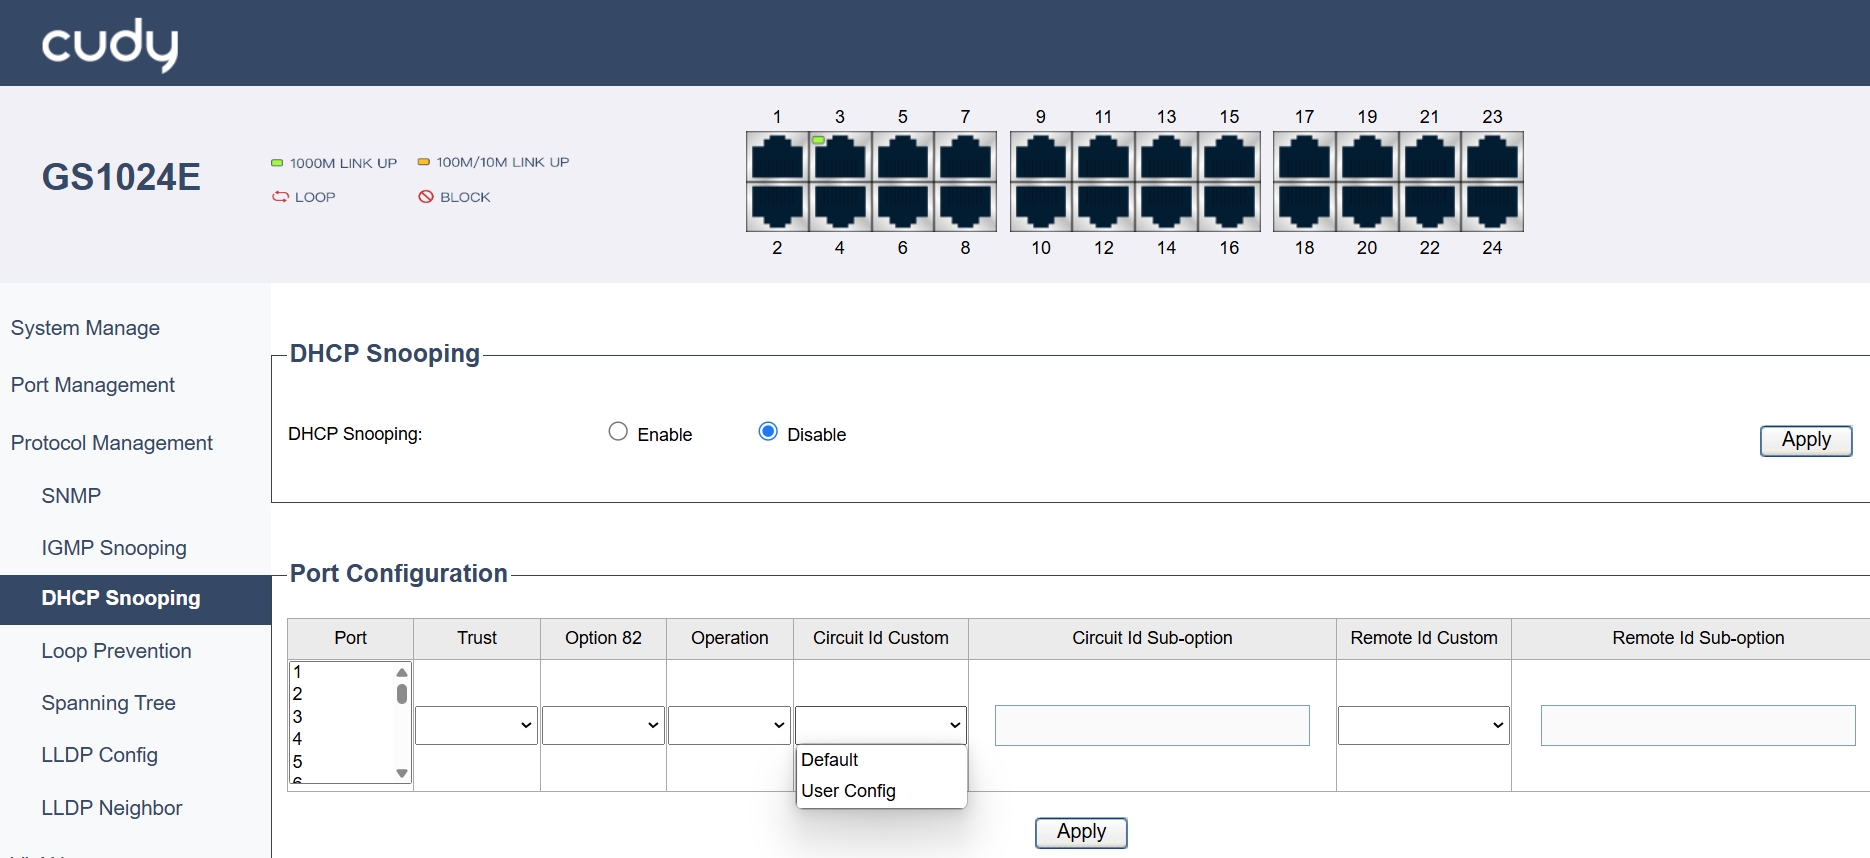 cudy
1 3 5 7 9 11 13 15 17 19 21 23
GS1024E
1000M LINK UP 100M/10M LINK UP
LOOP BLOCK
2 4 6 8 10 12 14 16 18 20 22 24
System Manage
Port Management
Protocol Management
SNMP
IGMP Snooping
DHCP Snooping
Loop Prevention
Spanning Tree
LLDP Config
LLDP Neighbor
DHCP Snooping
DHCP Snooping: Enable Disable
Apply
Port Configuration
Port Trust Option 82 Operation Circuit Id Custom Circuit Id Sub-option Remote Id Custom Remote Id Sub-option
1
2
3
4
5
6
Default
User Config
Apply